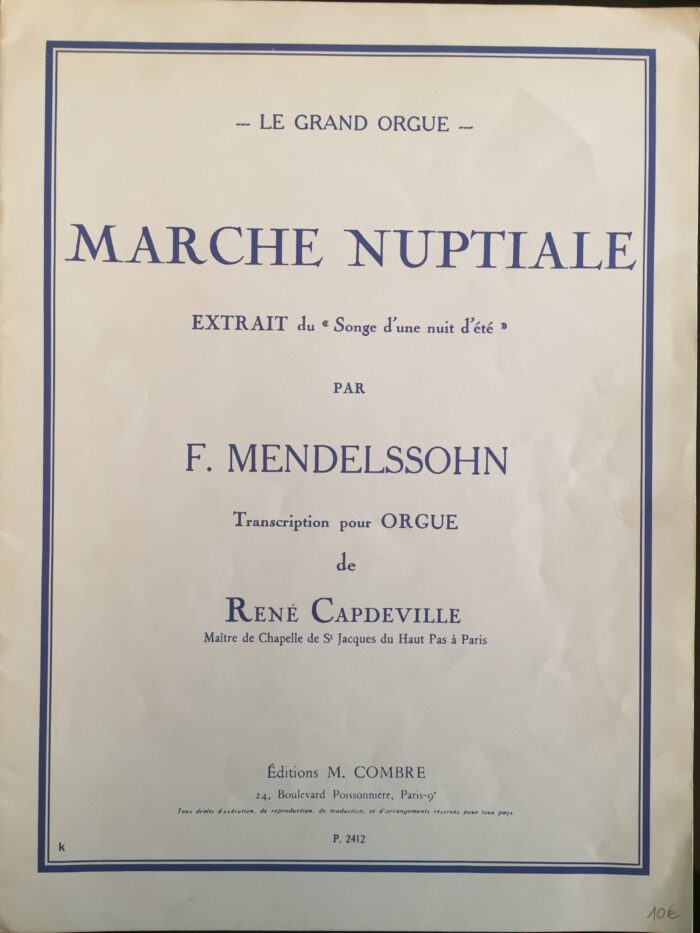 — LE GRAND ORGUE —
MARCHE NUPTIALE
EXTRAIT du « Songe d'une nuit d'été »
PAR
F. MENDELSSOHN
Transcription pour ORGUE
de
RENÉ CAPDEVILLE
Maître de Chapelle de St Jacques du Haut Pas à Paris
Éditions M. COMBRE
24, Boulevard Poissonnière, Paris-9e
Tous droits d'exécution, de reproduction, de traduction, et d'arrangements réservés pour tous pays.
P. 2412
k
10€